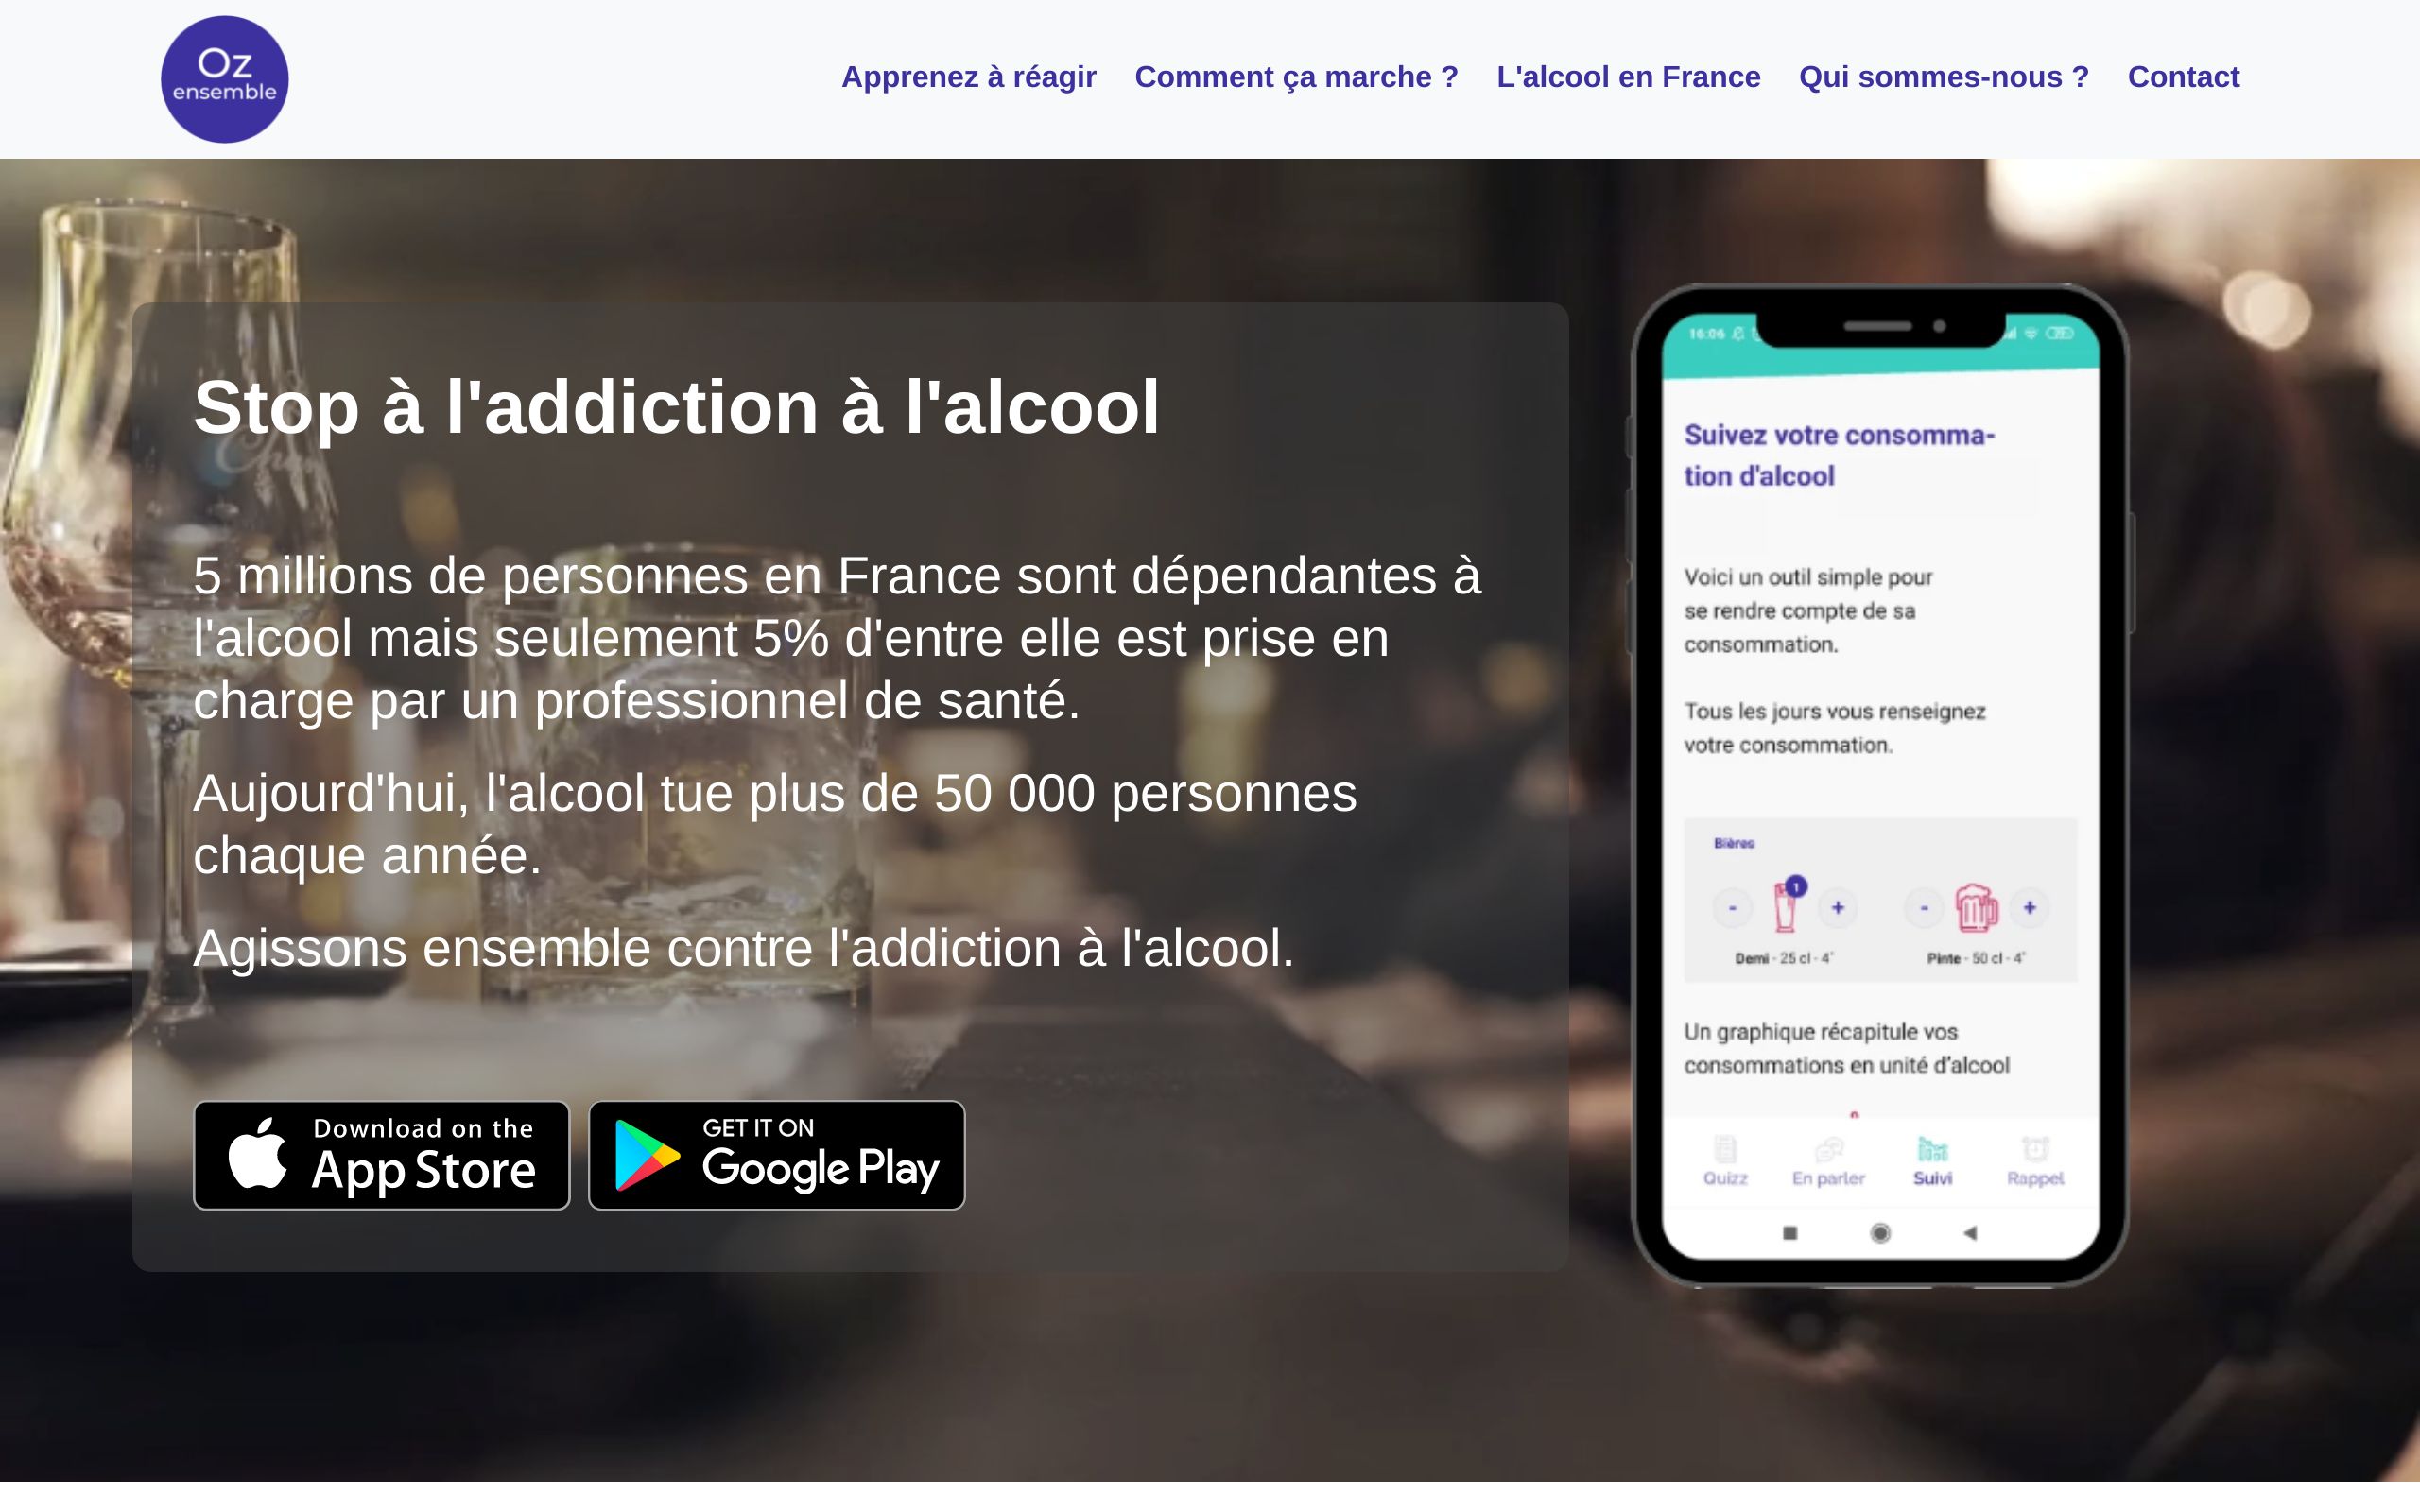 Oz
ensemble
Apprenez à réagir
Comment ça marche ?
L'alcool en France
Qui sommes-nous ?
Contact
Stop à l'addiction à l'alcool
5 millions de personnes en France sont dépendantes à
l'alcool mais seulement 5% d'entre elle est prise en
charge par un professionnel de santé.
Aujourd'hui, l'alcool tue plus de 50 000 personnes
chaque année.
Agissons ensemble contre l'addiction à l'alcool.
Download on the
App Store
GET IT ON
Google Play
16:06
Suivez votre consomma-
tion d'alcool
Voici un outil simple pour
se rendre compte de sa
consommation.
Tous les jours vous renseignez
votre consommation.
Bières
- 1 +
- +
Demi - 25 cl - 4°
Pinte - 50 cl - 4°
Un graphique récapitule vos
consommations en unité d'alcool
Quizz
En parler
Suivi
Rappel